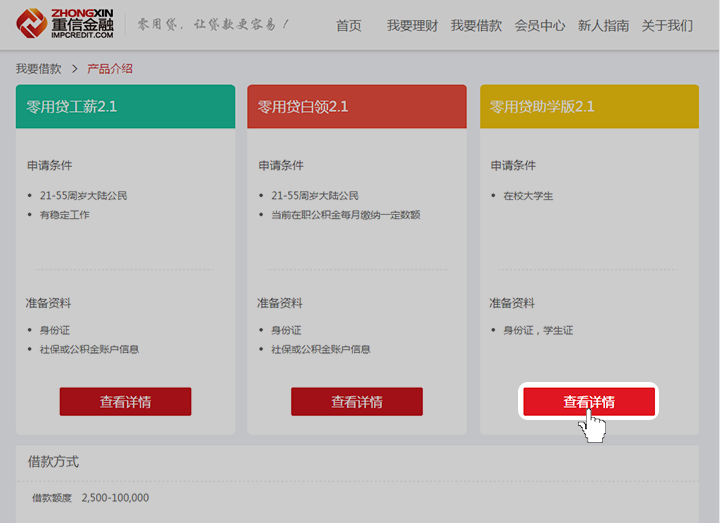 ZHONGXIN
重信金融
IMPCREDIT.COM
零用贷，让贷款更容易！
首页 我要理财 我要借款 会员中心 新人指南 关于我们
我要借款 > 产品介绍
零用贷工薪2.1
申请条件
• 21-55周岁大陆公民
• 有稳定工作
准备资料
• 身份证
• 社保或公积金账户信息
查看详情
零用贷白领2.1
申请条件
• 21-55周岁大陆公民
• 当前在职公积金每月缴纳一定数额
准备资料
• 身份证
• 社保或公积金账户信息
查看详情
零用贷助学版2.1
申请条件
• 在校大学生
准备资料
• 身份证，学生证
查看详情
借款方式
借款额度 2,500-100,000